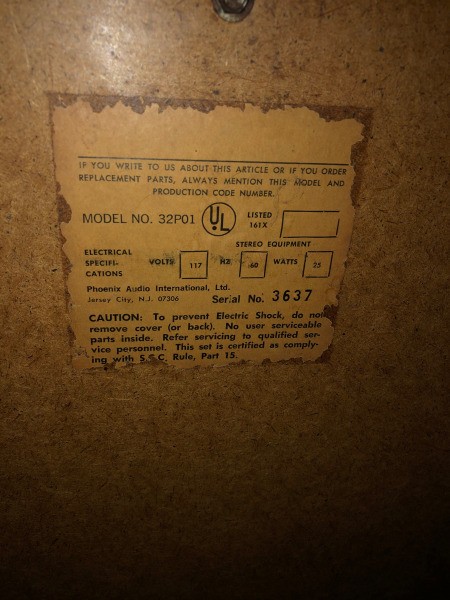 IF YOU WRITE TO US ABOUT THIS ARTICLE OR IF YOU ORDER
REPLACEMENT PARTS, ALWAYS MENTION THIS MODEL AND
PRODUCTION CODE NUMBER.
MODEL NO. 32P01 UL LISTED 161X
STEREO EQUIPMENT
ELECTRICAL SPECIFI- CATIONS VOLTS 117 HZ 60 WATTS 25
Phoenix Audio International, Ltd.
Jersey City, N.J. 07306 Serial No. 3637
CAUTION: To prevent Electric Shock, do not
remove cover (or back). No user serviceable
parts inside. Refer servicing to qualified ser-
vice personnel. This set is certified as comply-
ing with S.C.C. Rule, Part 15.